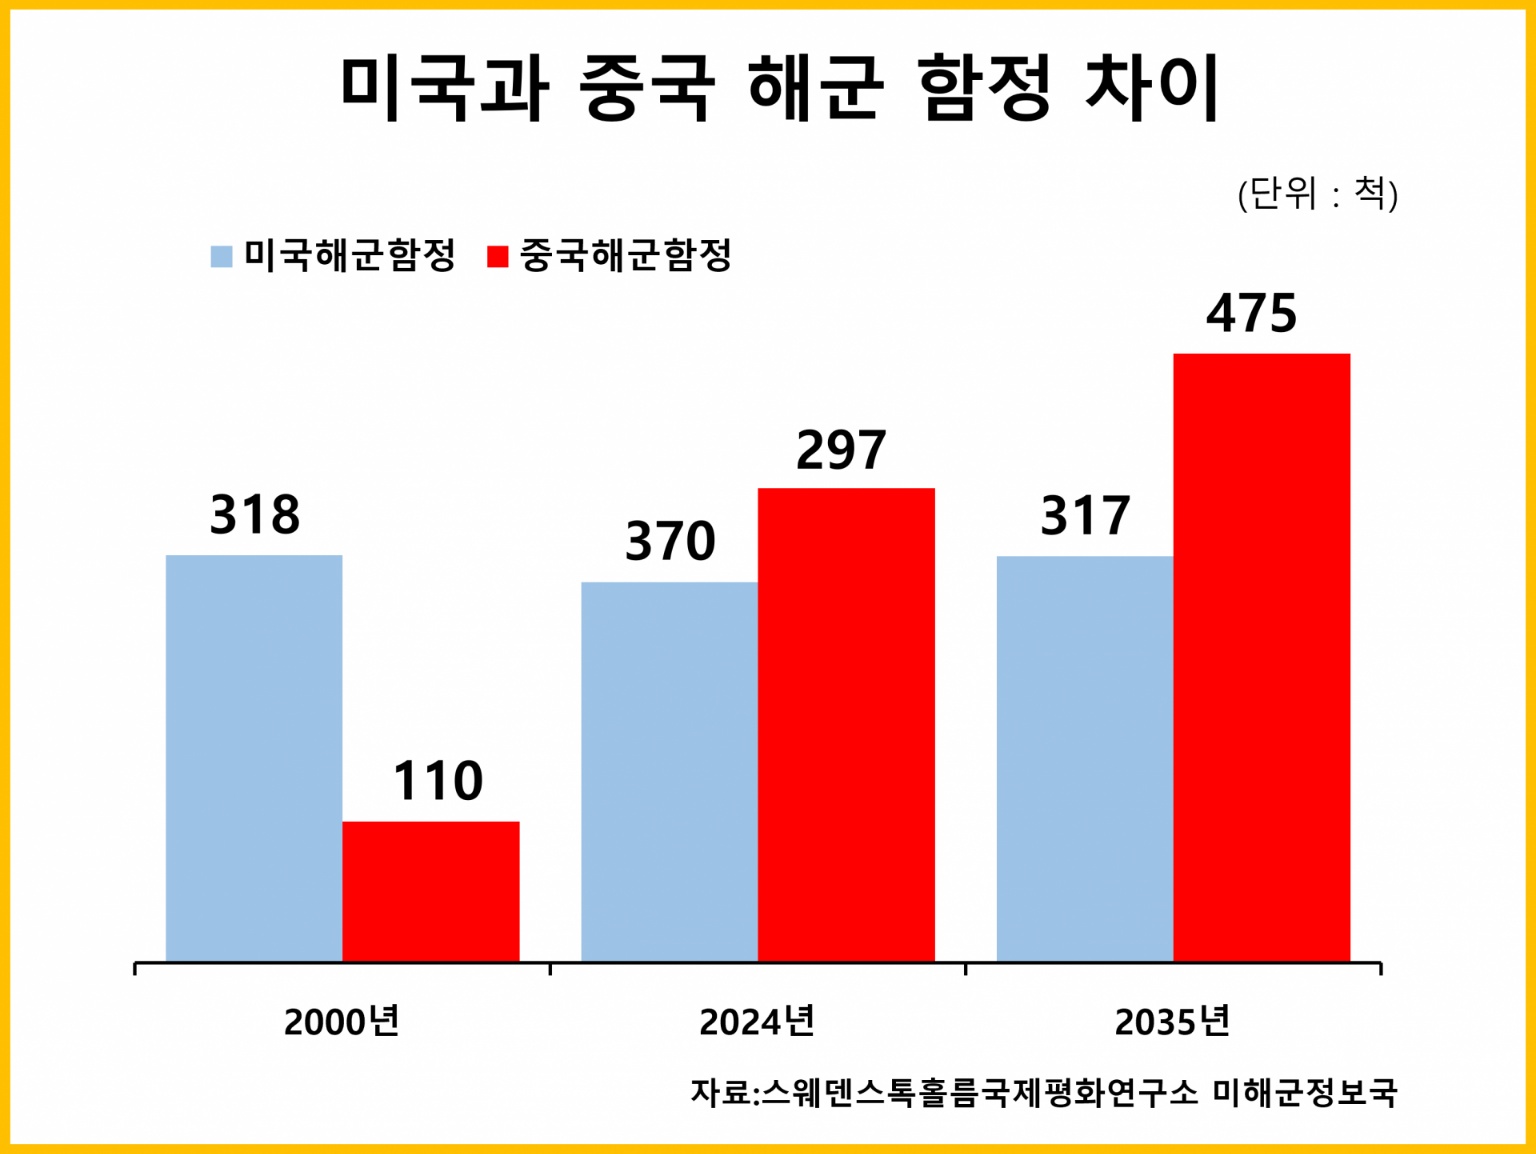 미국과 중국 해군 함정 차이
(단위 : 척)
미국해군함정 중국해군함정
475
297
318 370 317
110
2000년 2024년 2035년
자료:스웨덴스톡홀름국제평화연구소 미해군정보국